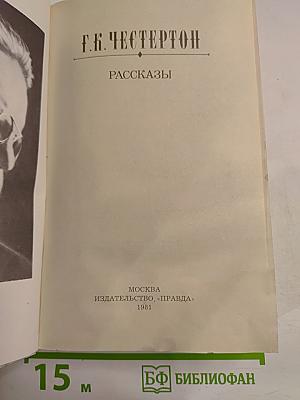 Г.К. ЧЕСТЕРТОН
РАССКАЗЫ
МОСКВА
ИЗДАТЕЛЬСТВО «ПРАВДА»
1981
15 м
БФ БИБЛИОФАН